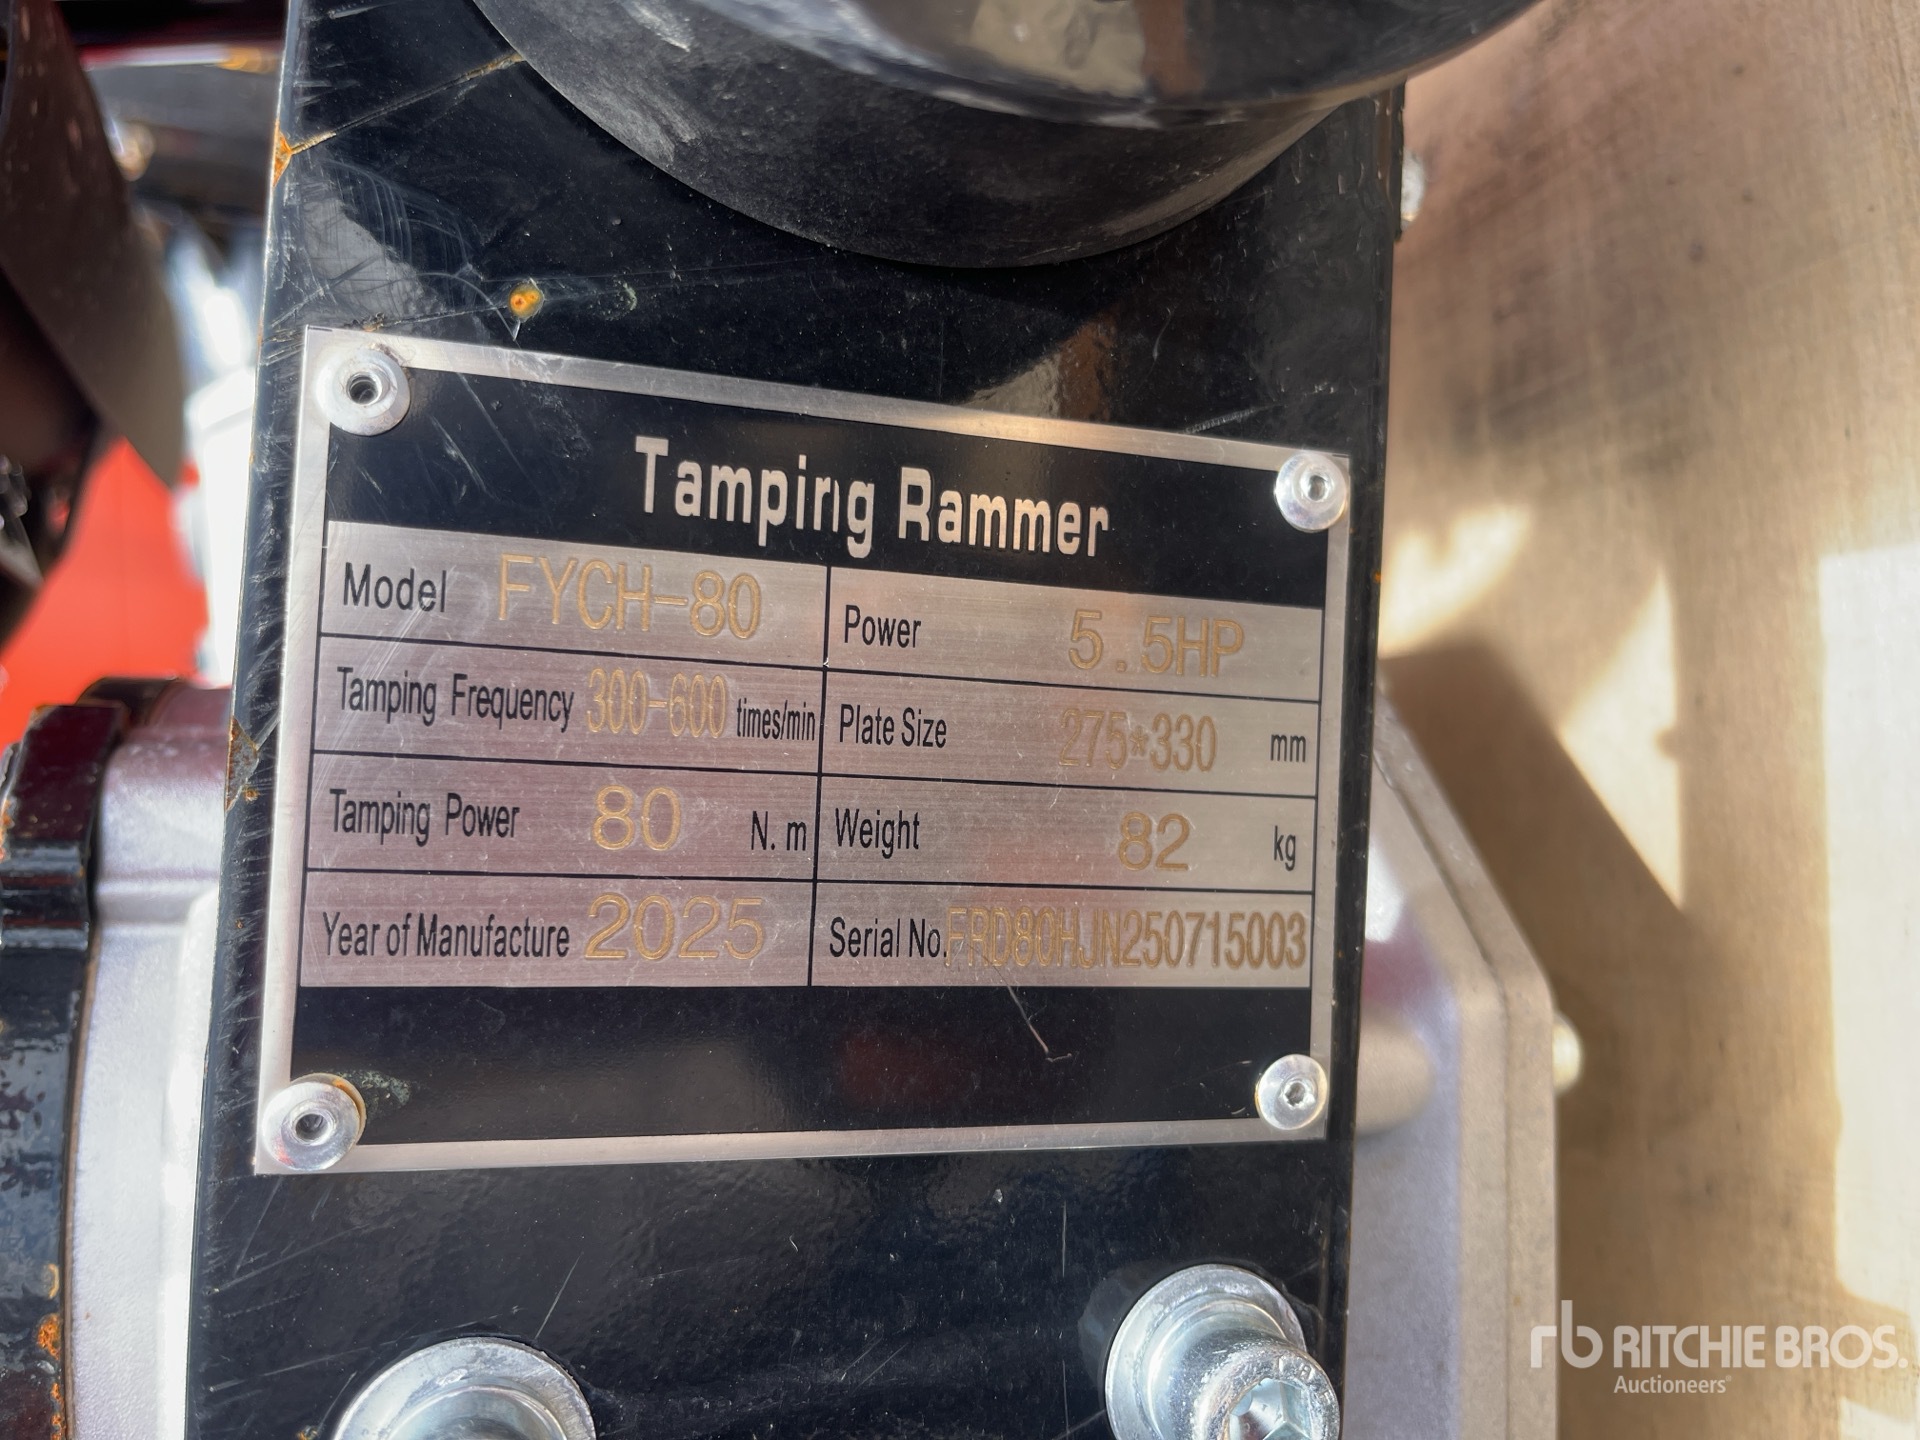 Tamping Rammer
Model FYCH-80 Power 5.5HP
Tamping Frequency 300-600 times/min Plate Size 275*330 mm
Tamping Power 80 N.m Weight 82 kg
Year of Manufacture 2025 Serial No. FRD80HJN250715003
rb RITCHIE BROS.
Auctioneers